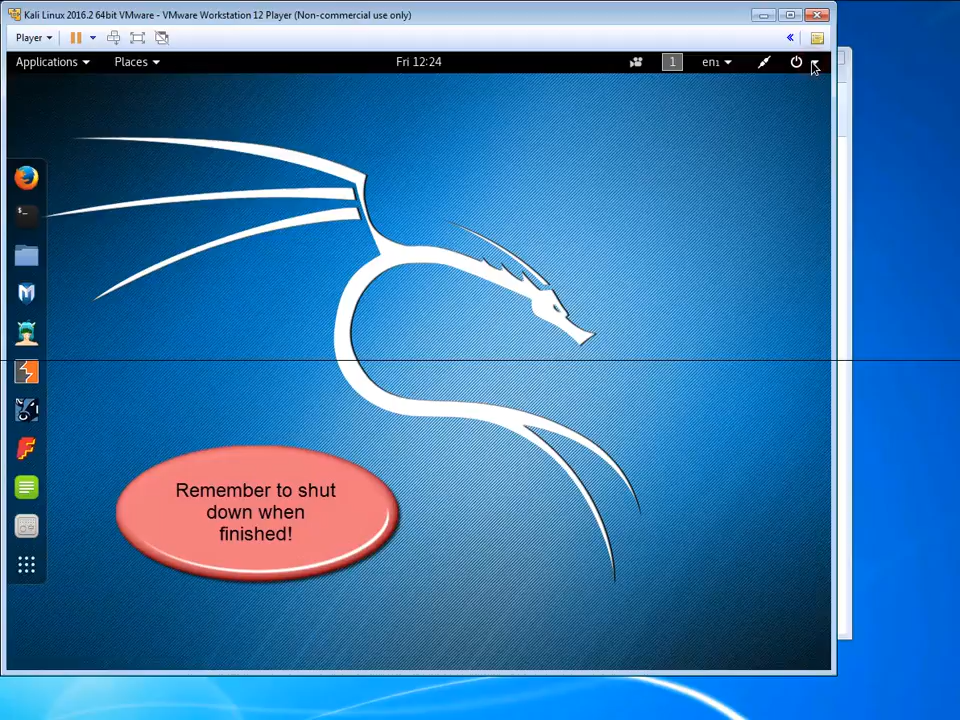 Kali Linux 2016.2 64bit VMware - VMware Workstation 12 Player (Non-commercial use only)
Player
Applications Places Fri 12:24 1 en1
Remember to shut
down when
finished!